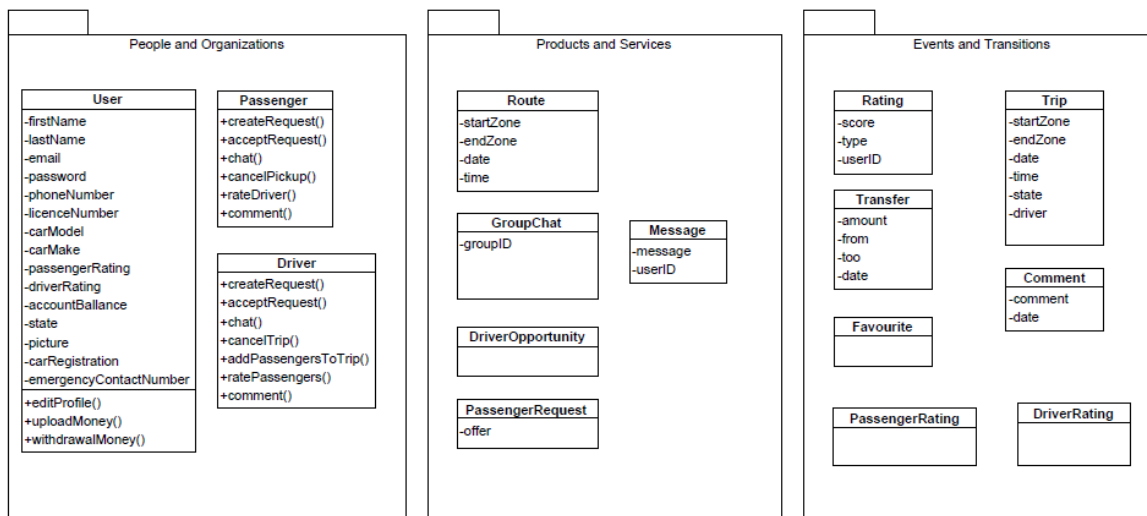 People and Organizations
User
-firstName
-lastName
-email
-password
-phoneNumber
-licenceNumber
-carModel
-carMake
-passengerRating
-driverRating
-accountBallance
-state
-picture
-carRegistration
-emergencyContactNumber
+editProfile()
+uploadMoney()
+withdrawalMoney()
Passenger
+createRequest()
+acceptRequest()
+chat()
+cancelPickup()
+rateDriver()
+comment()
Driver
+createRequest()
+acceptRequest()
+chat()
+cancelTrip()
+addPassengersToTrip()
+ratePassengers()
+comment()
Products and Services
Route
-startZone
-endZone
-date
-time
GroupChat
-groupID
Message
-message
-userID
DriverOpportunity
PassengerRequest
-offer
Events and Transitions
Rating
-score
-type
-userID
Trip
-startZone
-endZone
-date
-time
-state
-driver
Transfer
-amount
-from
-too
-date
Comment
-comment
-date
Favourite
PassengerRating
DriverRating